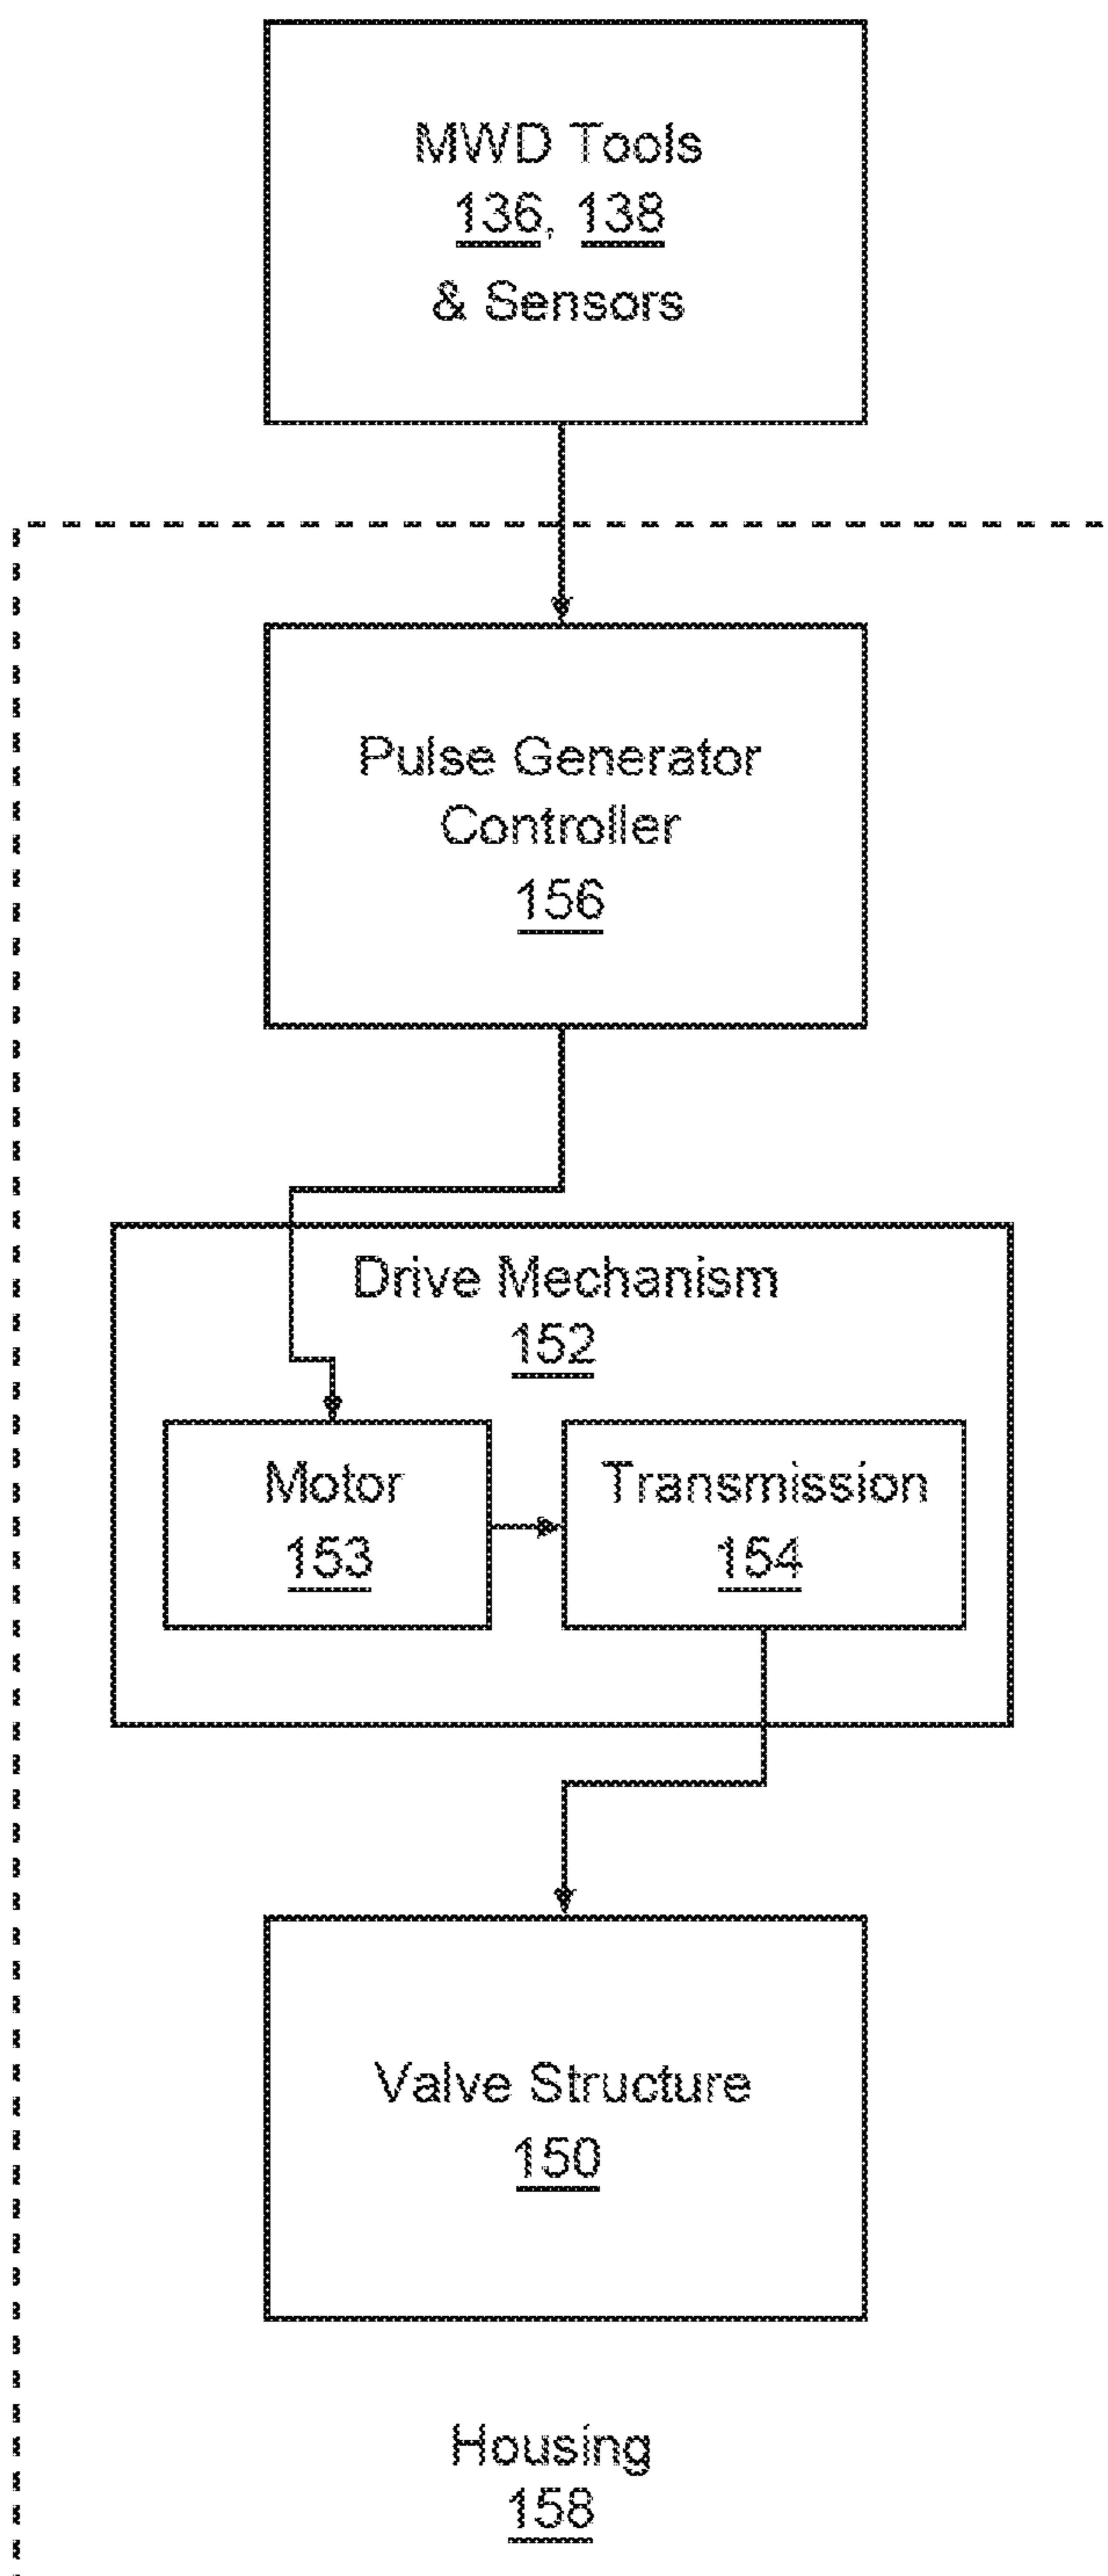 MWD Tools
136, 138
& Sensors
Pulse Generator
Controller
156
Drive Mechanism
152
Motor
153
Transmission
154
Valve Structure
150
Housing
158